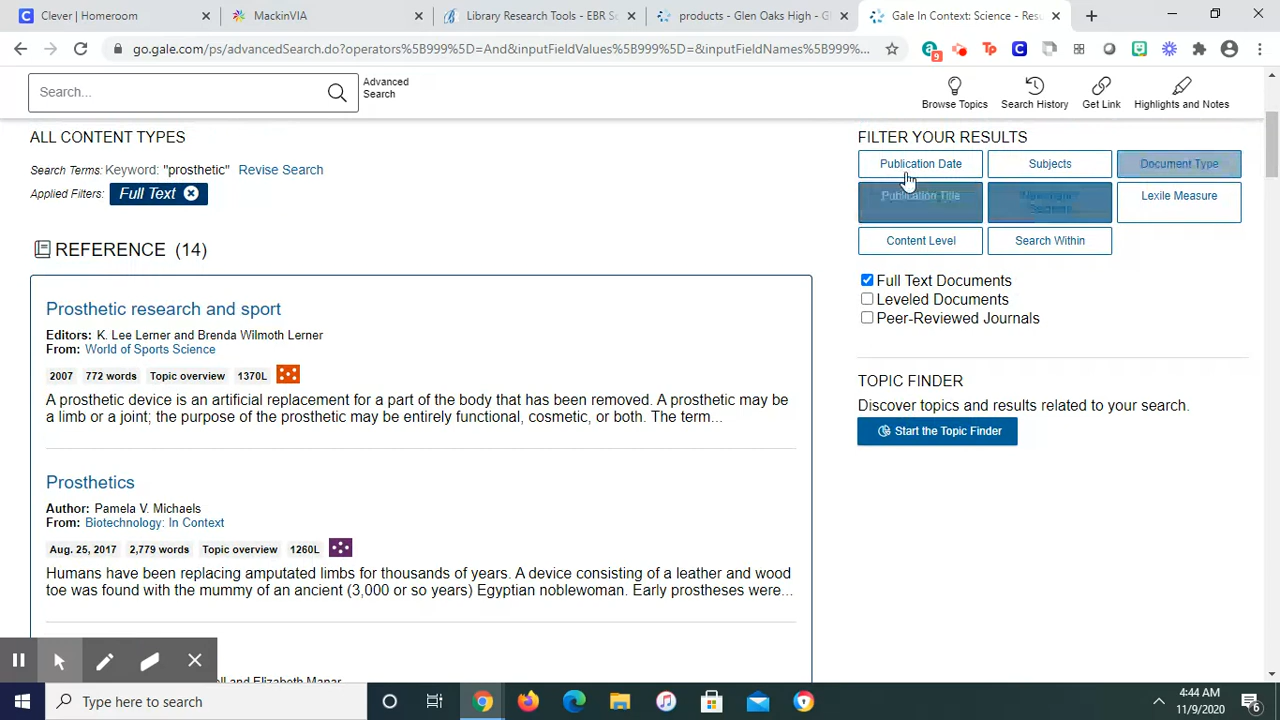 Clever | Homeroom
MackinVIA
Library Research Tools - EBR Sc
products - Glen Oaks High - G
Gale In Context: Science - Resu
go.gale.com/ps/advancedSearch.do?operators%5B999%5D=And&inputFieldValues%5B999%5D=&inputFieldNames%5B999%...
9
Search...
Advanced
Search
Browse Topics
Search History
Get Link
Highlights and Notes
ALL CONTENT TYPES
Search Terms: Keyword: "prosthetic" Revise Search
Applied Filters: Full Text
REFERENCE (14)
Prosthetic research and sport
Editors: K. Lee Lerner and Brenda Wilmoth Lerner
From: World of Sports Science
2007 772 words Topic overview 1370L
A prosthetic device is an artificial replacement for a part of the body that has been removed. A prosthetic may be
a limb or a joint; the purpose of the prosthetic may be entirely functional, cosmetic, or both. The term...
Prosthetics
Author: Pamela V. Michaels
From: Biotechnology: In Context
Aug. 25, 2017 2,779 words Topic overview 1260L
Humans have been replacing amputated limbs for thousands of years. A device consisting of a leather and wood
toe was found with the mummy of an ancient (3,000 or so years) Egyptian noblewoman. Early prostheses were...
and Elizabeth Manar
FILTER YOUR RESULTS
Publication Date
Subjects
Document Type
Publication Title
Lexile Measure
Content Level
Search Within
Full Text Documents
Leveled Documents
Peer-Reviewed Journals
TOPIC FINDER
Discover topics and results related to your search.
Start the Topic Finder
Type here to search
4:44 AM
11/9/2020
6